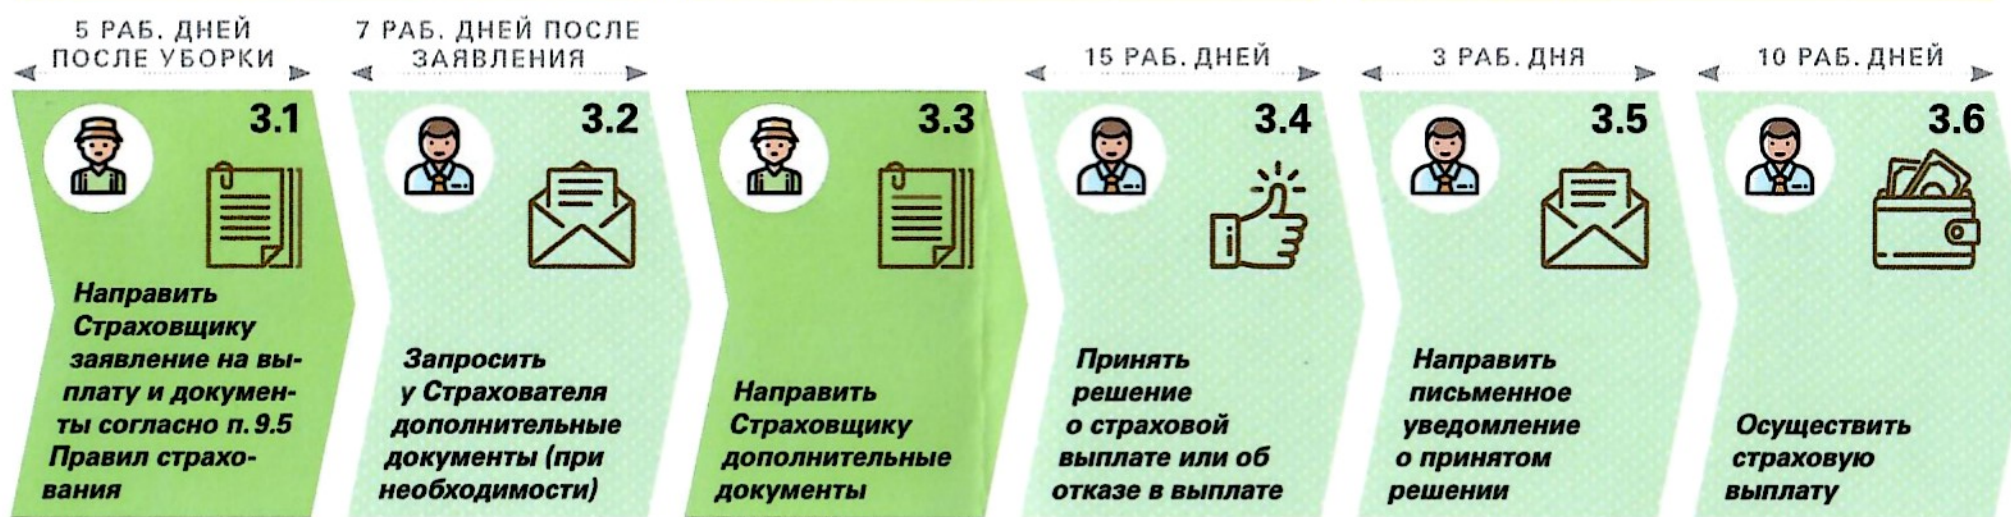 5 РАБ. ДНЕЙ
ПОСЛЕ УБОРКИ
3.1
Направить
Страховщику
заявление на вы-
плату и докумен-
ты согласно п. 9.5
Правил страхо-
вания
7 РАБ. ДНЕЙ ПОСЛЕ
ЗАЯВЛЕНИЯ
3.2
Запросить
у Страхователя
дополнительные
документы (при
необходимости)
3.3
Направить
Страховщику
дополнительные
документы
15 РАБ. ДНЕЙ
3.4
Принять
решение
о страховой
выплате или об
отказе в выплате
3 РАБ. ДНЯ
3.5
Направить
письменное
уведомление
о принятом
решении
10 РАБ. ДНЕЙ
3.6
Осуществить
страховую
выплату